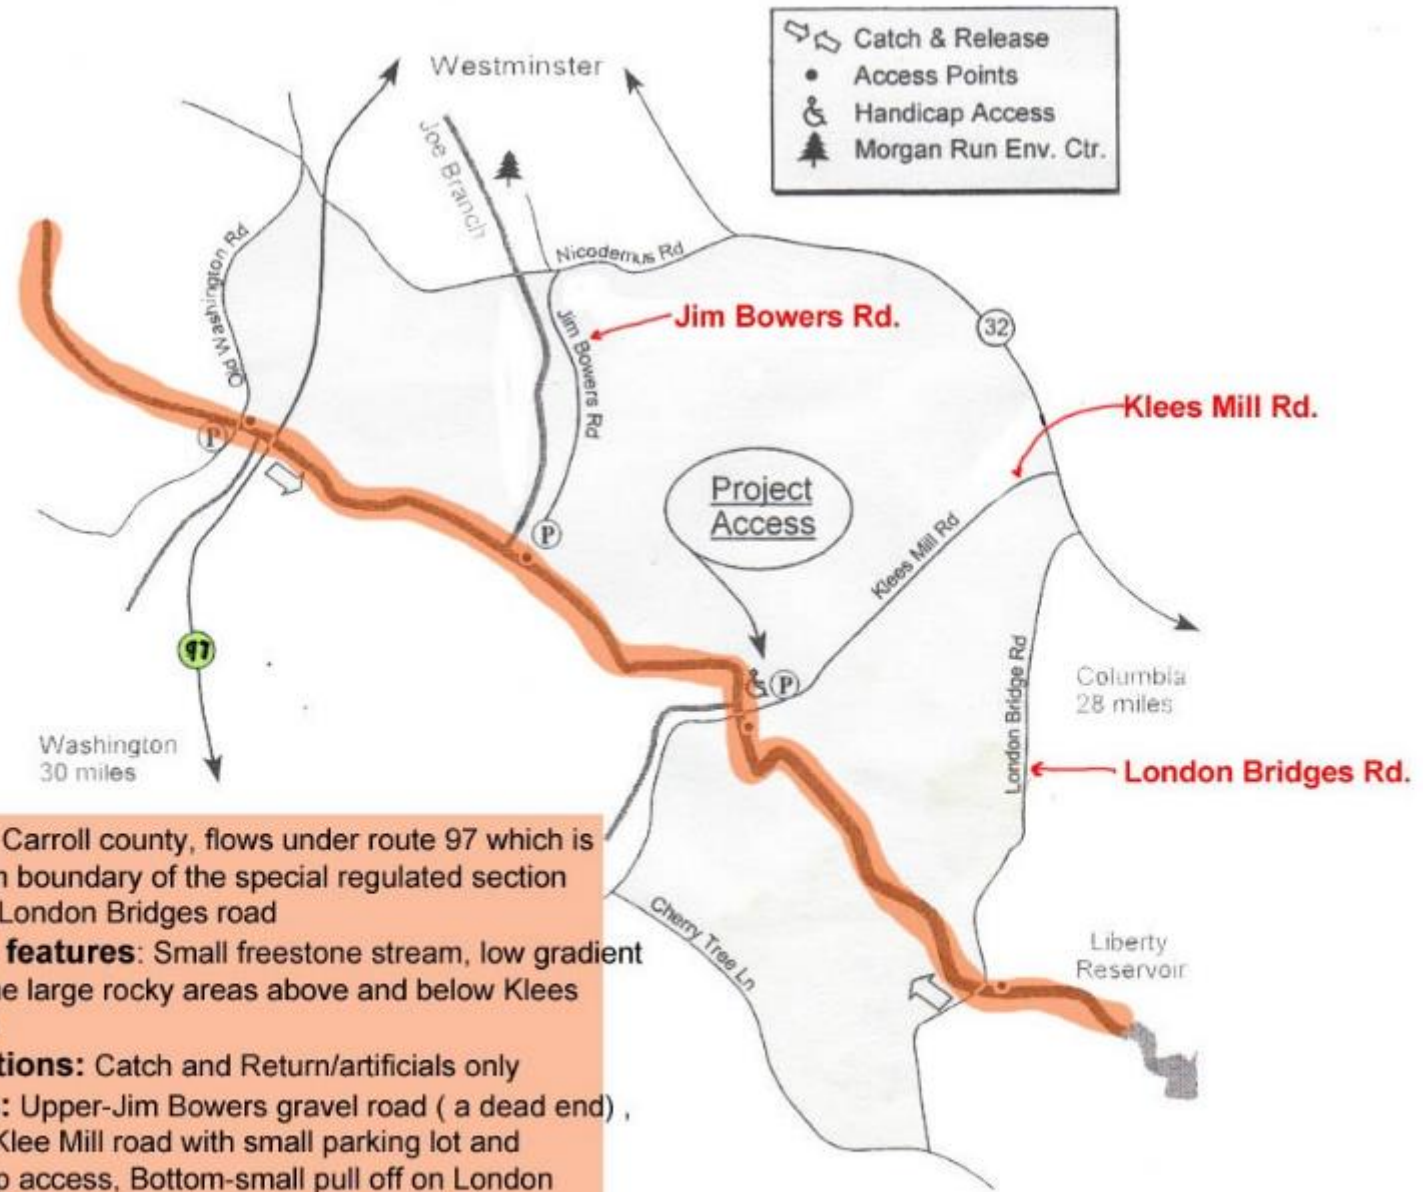 Westminster
Catch & Release
Access Points
Handicap Access
Morgan Run Env. Ctr.
Joe Branch
Old Washington Rd
Nicodemus Rd
Jim Bowers Rd
Jim Bowers Rd.
32
Klees Mill Rd.
P
P
Project
Access
Klees Mill Rd
97
P
London Bridge Rd
Columbia
28 miles
Washington
30 miles
London Bridges Rd.
Carroll county, flows under route 97 which is
boundary of the special regulated section
London Bridges road
features: Small freestone stream, low gradient
large rocky areas above and below Klees
tions: Catch and Return/artificials only
: Upper-Jim Bowers gravel road ( a dead end) ,
Klee Mill road with small parking lot and
access, Bottom-small pull off on London
Cherry Tree Ln
Liberty
Reservoir